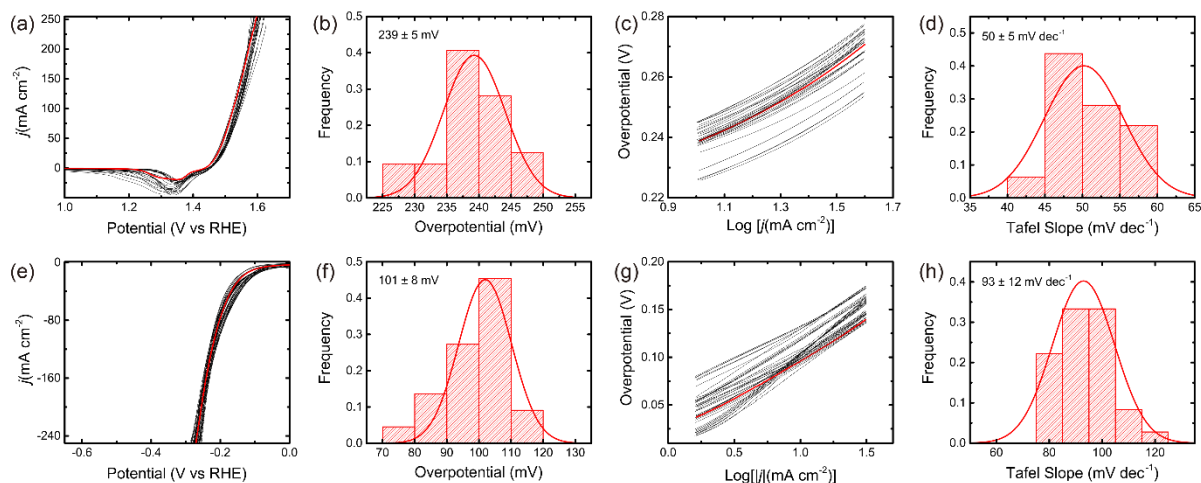 (a)
250
200
150
100
50
0
1.0 1.2 1.4 1.6
j(mA cm⁻²)
Potential (V vs RHE)
(b)
239 ± 5 mV
0.5
0.4
0.3
0.2
0.1
0.0
225 230 235 240 245 250 255
Frequency
Overpotential (mV)
(c)
0.28
0.26
0.24
0.22
0.9 1.1 1.3 1.5 1.7
Overpotential (V)
Log [j(mA cm⁻²)]
(d)
50 ± 5 mV dec⁻¹
0.5
0.4
0.3
0.2
0.1
0.0
35 40 45 50 55 60 65
Frequency
Tafel Slope (mV dec⁻¹)
(e)
0
-80
-160
-240
-0.6 -0.4 -0.2 0.0
j(mA cm⁻²)
Potential (V vs RHE)
(f)
101 ± 8 mV
0.5
0.4
0.3
0.2
0.1
0.0
70 80 90 100 110 120 130
Frequency
Overpotential (mV)
(g)
0.20
0.15
0.10
0.05
0.0 0.5 1.0 1.5
Overpotential (V)
Log[|j|(mA cm⁻²)]
(h)
93 ± 12 mV dec⁻¹
0.5
0.4
0.3
0.2
0.1
0.0
60 80 100 120
Frequency
Tafel Slope (mV dec⁻¹)